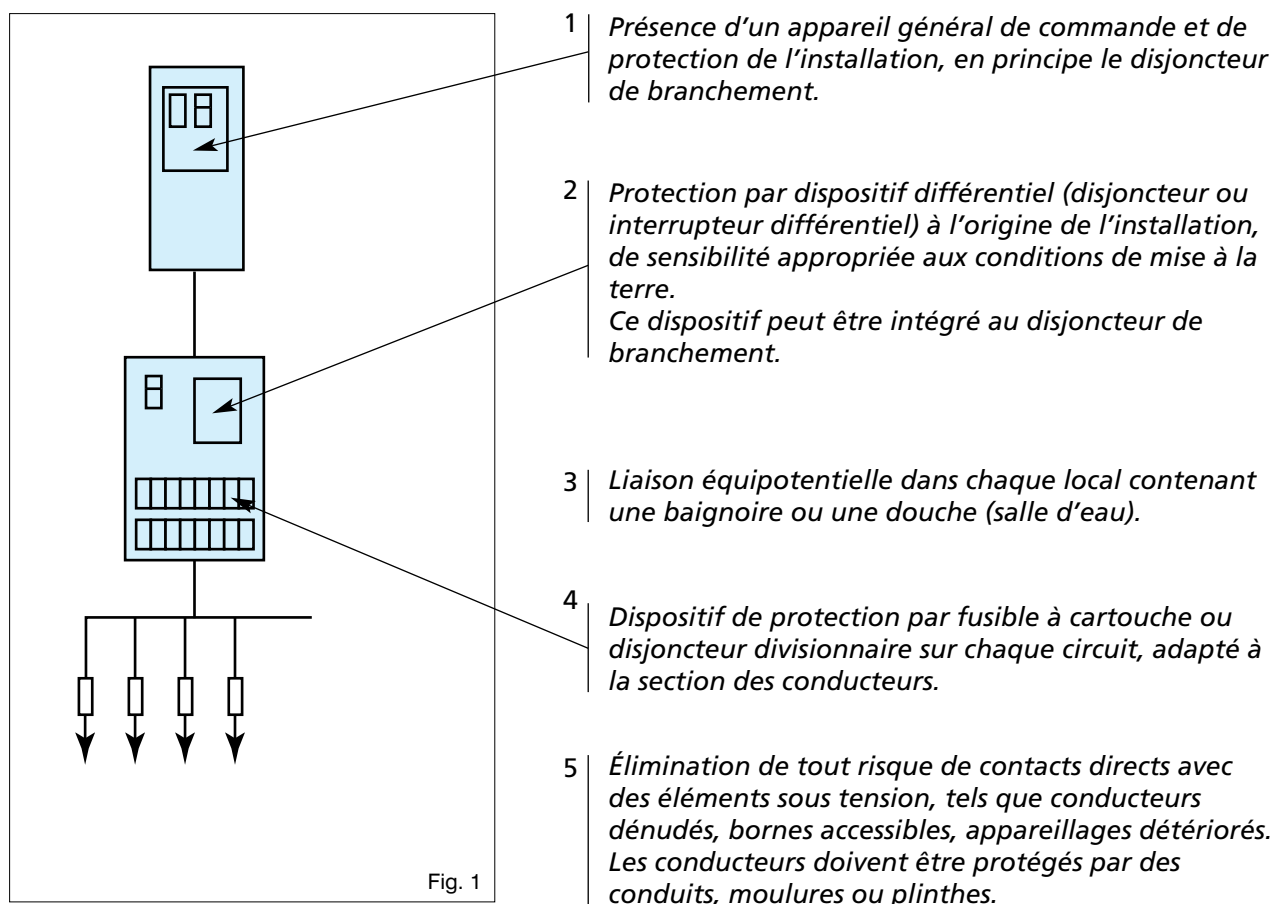 1 Présence d’un appareil général de commande et de
protection de l’installation, en principe le disjoncteur
de branchement.
2 Protection par dispositif différentiel (disjoncteur ou
interrupteur différentiel) à l’origine de l’installation,
de sensibilité appropriée aux conditions de mise à la
terre.
Ce dispositif peut être intégré au disjoncteur de
branchement.
3 Liaison équipotentielle dans chaque local contenant
une baignoire ou une douche (salle d’eau).
4 Dispositif de protection par fusible à cartouche ou
disjoncteur divisionnaire sur chaque circuit, adapté à
la section des conducteurs.
5 Élimination de tout risque de contacts directs avec
des éléments sous tension, tels que conducteurs
dénudés, bornes accessibles, appareillages détériorés.
Les conducteurs doivent être protégés par des
conduits, moulures ou plinthes.
Fig. 1